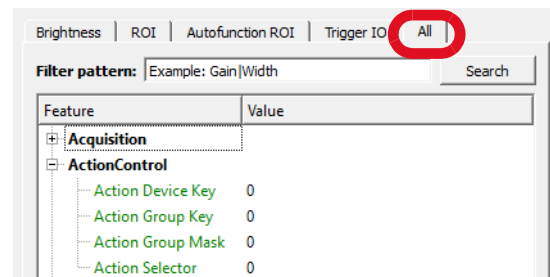 Brightness ROI Autofunction ROI Trigger IO All
Filter pattern: Example: Gain|Width Search
Feature Value
Acquisition
ActionControl
Action Device Key 0
Action Group Key 0
Action Group Mask 0
Action Selector 0